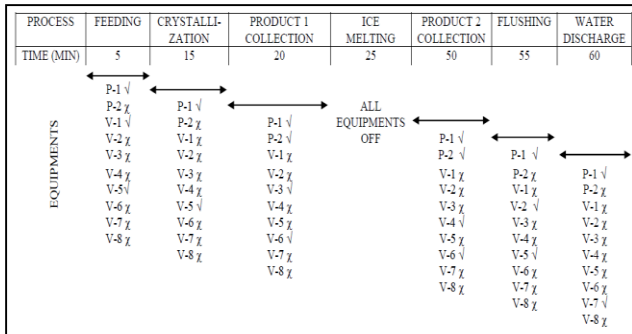 PROCESS FEEDING CRYSTALLI- PRODUCT 1 ICE PRODUCT 2 FLUSHING WATER
ZATION COLLECTION MELTING COLLECTION DISCHARGE
TIME (MIN) 5 15 20 25 50 55 60
EQUIPMENTS
P-1 √
P-2 χ P-1 √ ALL
V-1 √ P-2 χ P-1 √ EQUIPMENTS
V-2 χ V-1 χ P-2 √ OFF P-1 √
V-3 χ V-2 χ V-1 χ P-2 √ P-1 √
V-4 χ V-3 χ V-2 χ V-1 χ P-2 χ P-1 √
V-5√ V-4 χ V-3 √ V-2 χ V-1 χ P-2 χ
V-6 χ V-5 √ V-4 χ V-3 χ V-2 √ V-1 χ
V-7 χ V-6 χ V-5 χ V-4 √ V-3 χ V-2 χ
V-8 χ V-7 χ V-6 √ V-5 χ V-4 χ V-3 χ
V-8 χ V-7 χ V-6 √ V-5 √ V-4 χ
V-8 χ V-7 χ V-6 χ V-5 χ
V-8 χ V-7 χ V-6 χ
V-8 χ V-7 √
V-8 χ